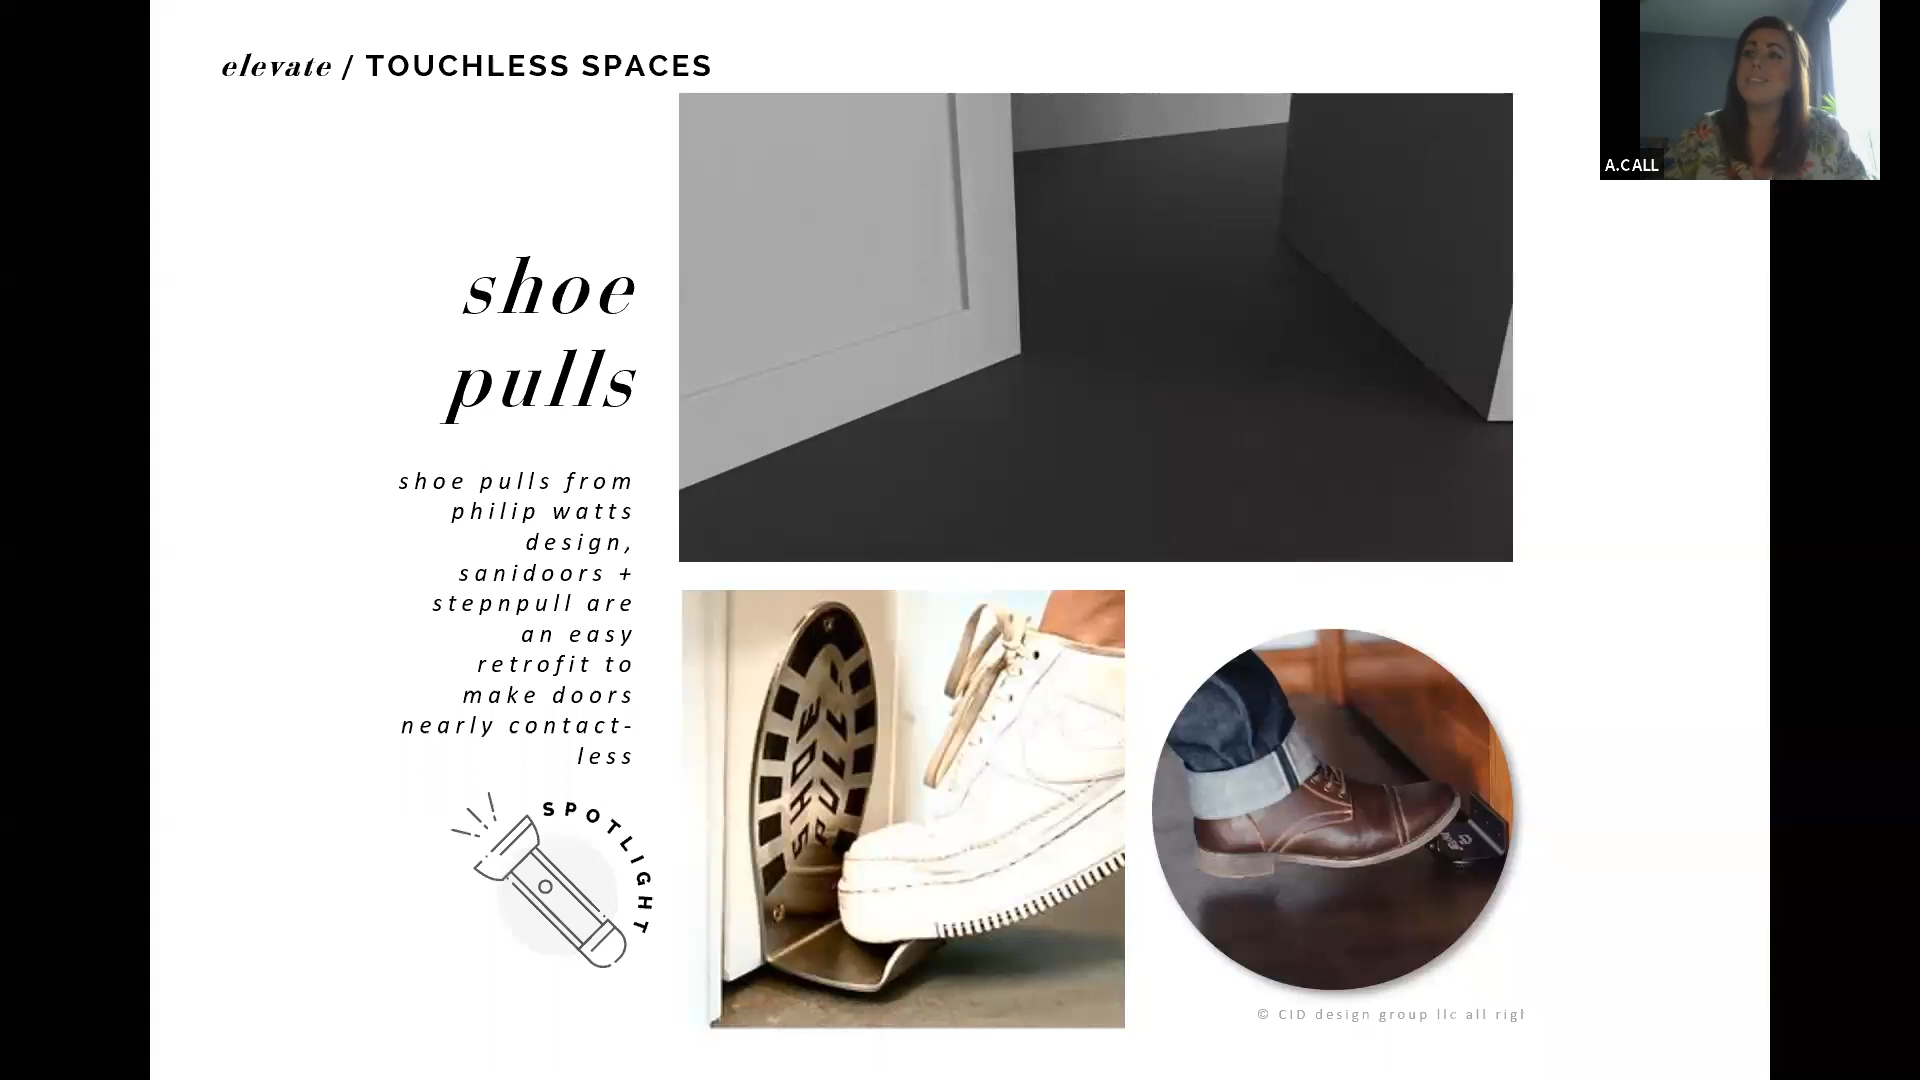 elevate / TOUCHLESS SPACES
A.CALL
shoe
pulls
shoe pulls from
philip watts
design,
sanidoors +
stepnpull are
an easy
retrofit to
make doors
nearly contact-
less
SPOTLIGHT
SHOE
PULL
© CID design group llc all righ